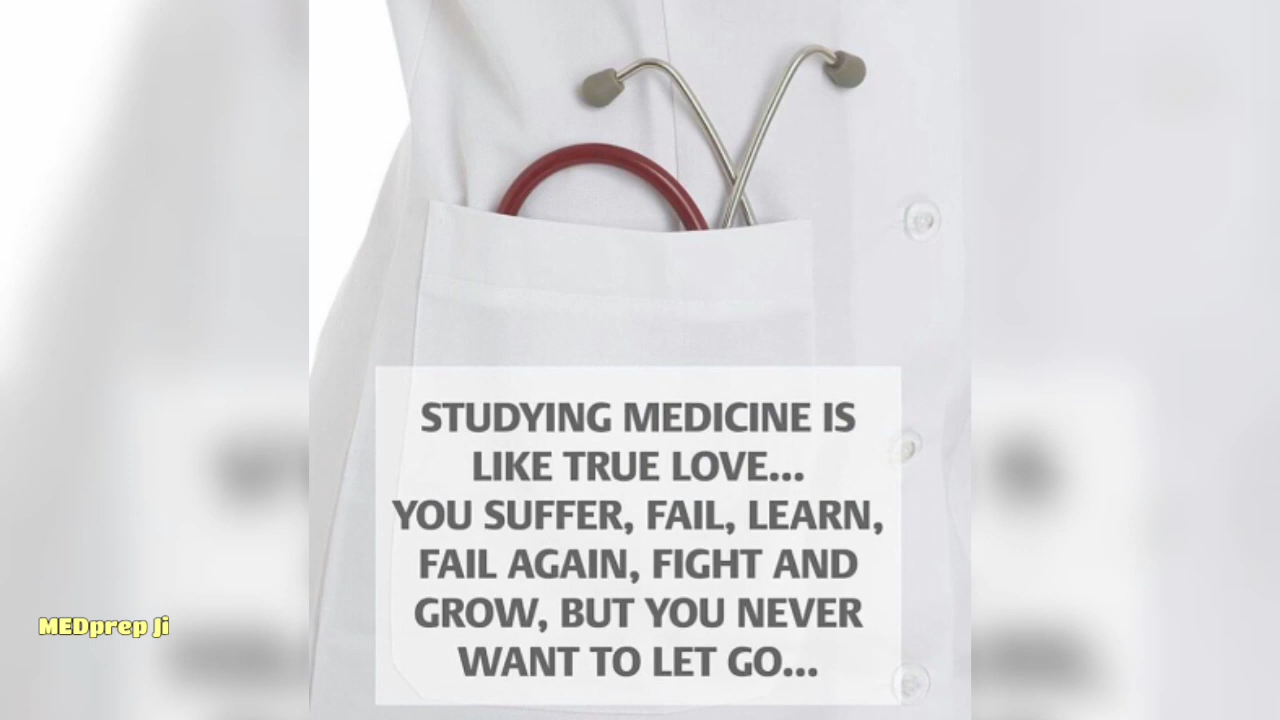 STUDYING MEDICINE IS
LIKE TRUE LOVE...
YOU SUFFER, FAIL, LEARN,
FAIL AGAIN, FIGHT AND
GROW, BUT YOU NEVER
WANT TO LET GO...
MEDprep Ji